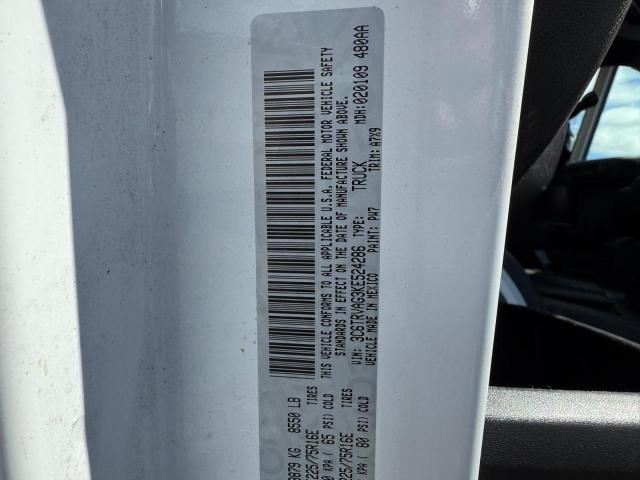 3879 KG 8550 LB
225/75R16E TIRES
KPA ( 65 PSI) COLD
225/75R16E TIRES
KPA ( 80 PSI) COLD
THIS VEHICLE CONFORMS TO ALL APPLICABLE U.S.A. FEDERAL MOTOR VEHICLE SAFETY
STANDARDS IN EFFECT ON THE DATE OF MANUFACTURE SHOWN ABOVE.
VIN: 3C6TRVAG3KE524286 TYPE: TRUCK MDH:020109 480AA
VEHICLE MADE IN MEXICO PAINT: PW7 TRIM: A7X9